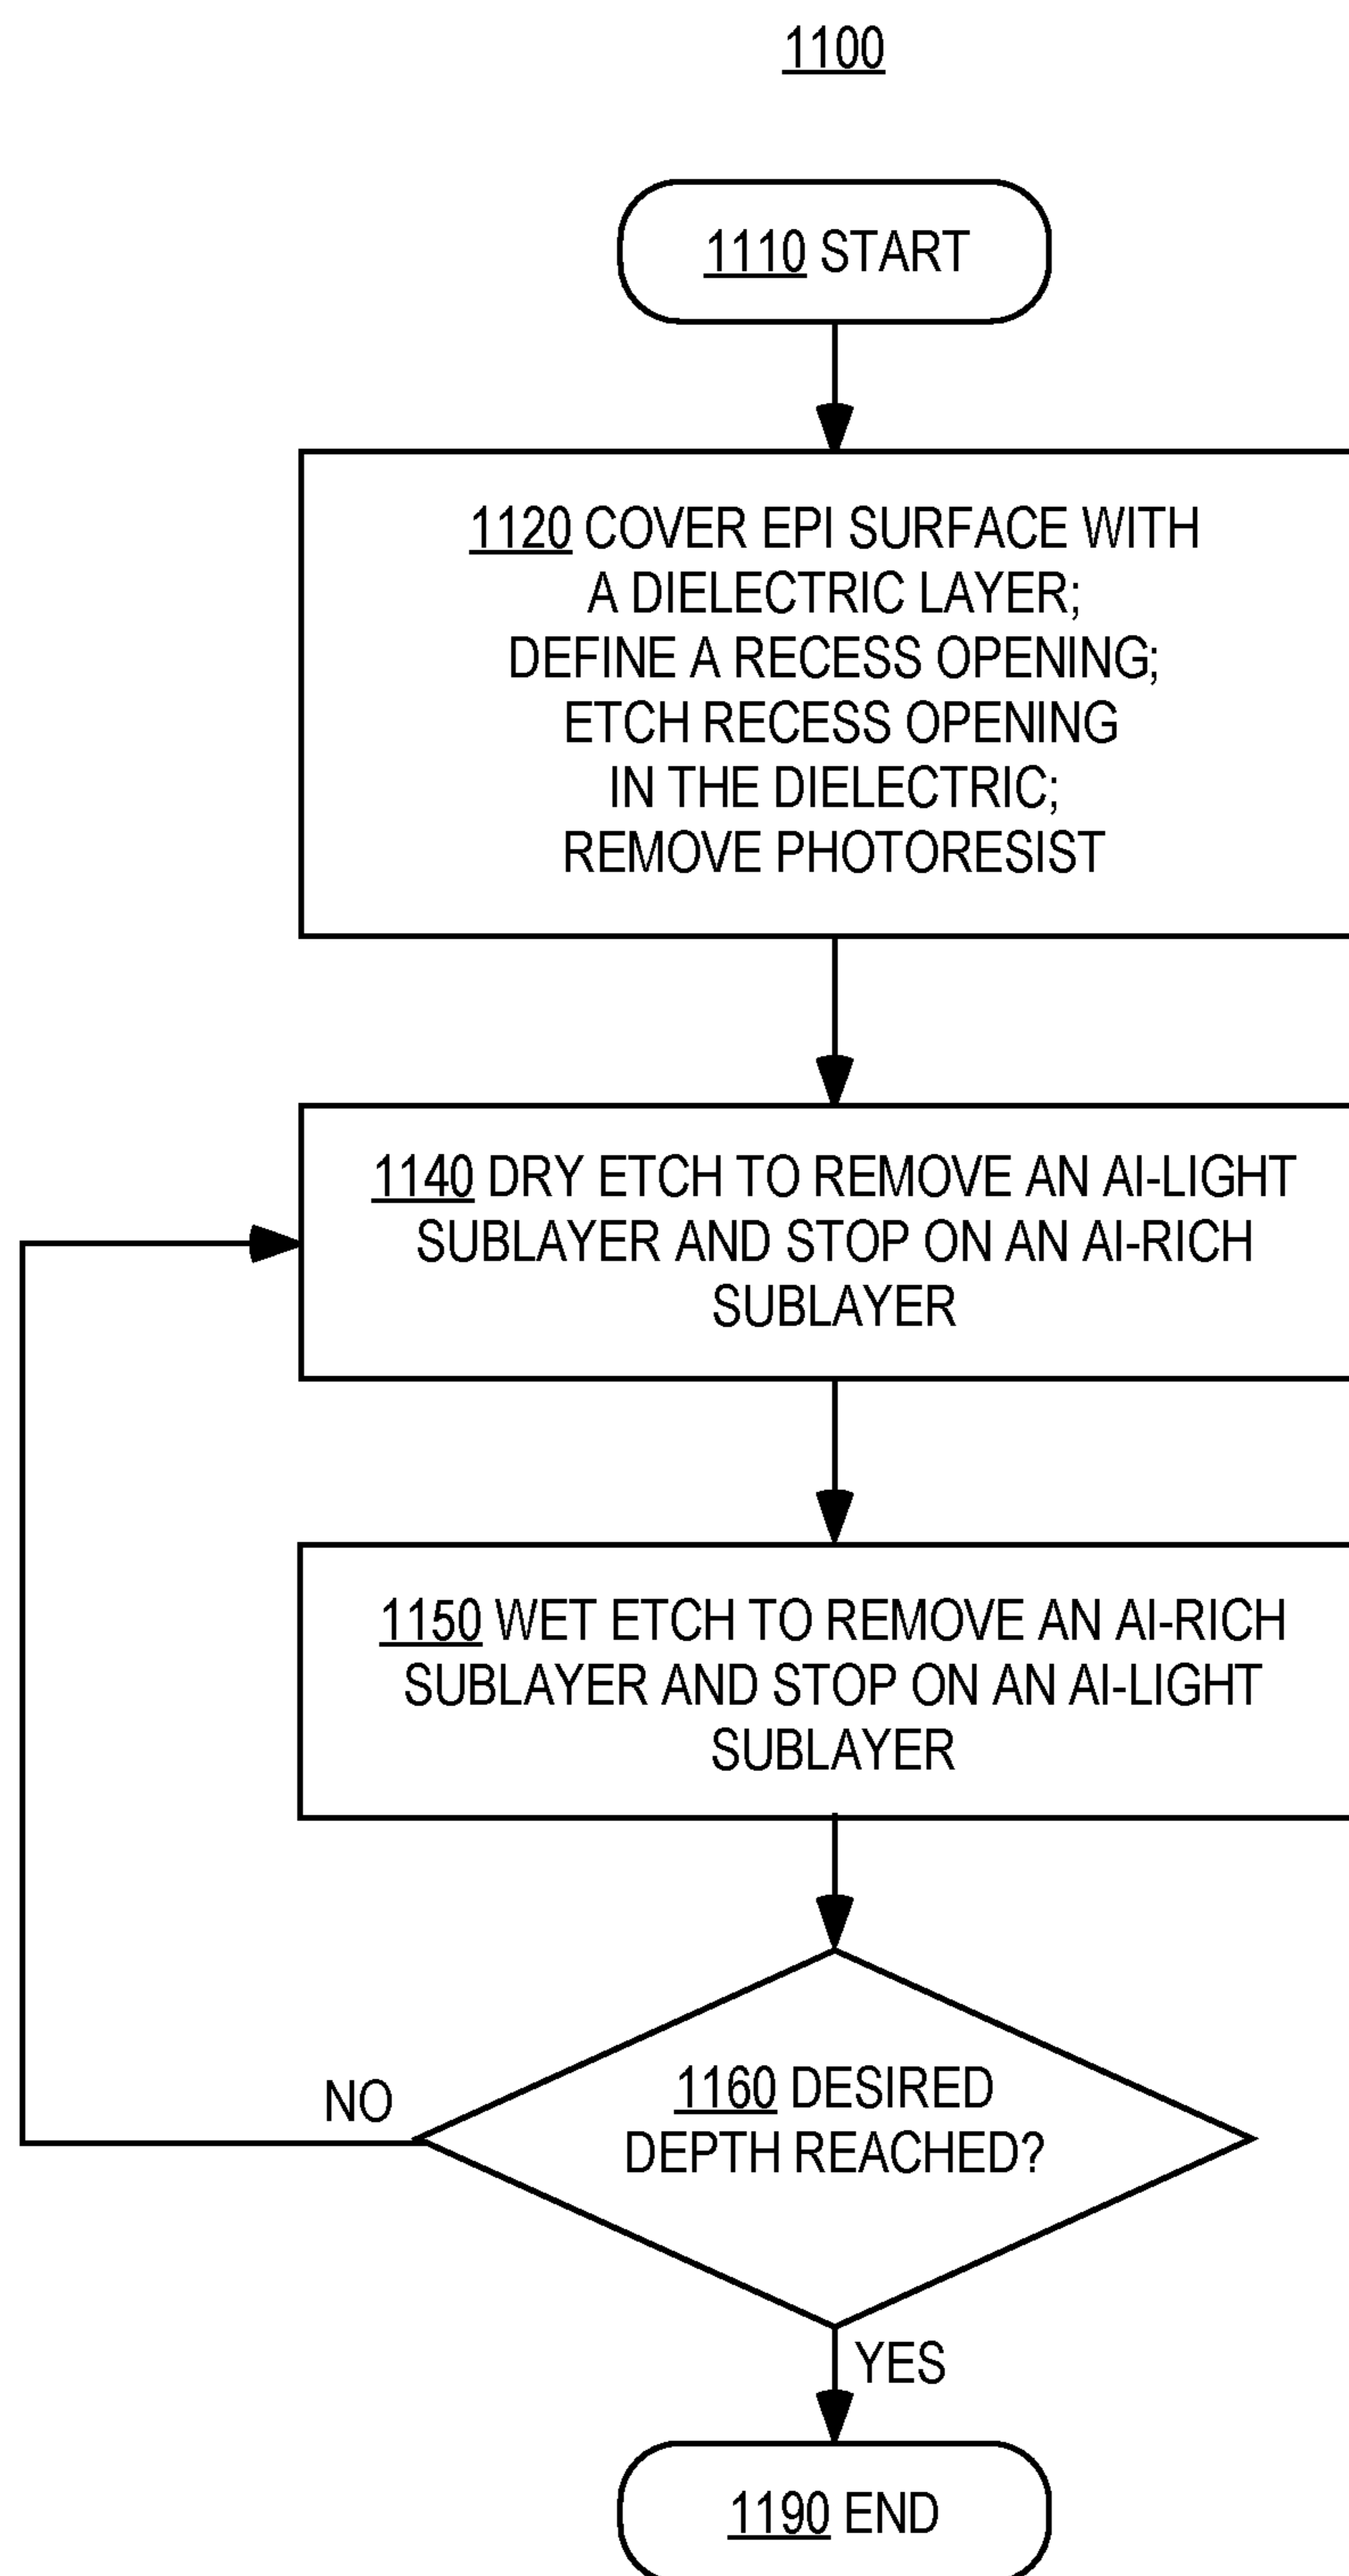 1100
1110 START
1120 COVER EPI SURFACE WITH
A DIELECTRIC LAYER;
DEFINE A RECESS OPENING;
ETCH RECESS OPENING
IN THE DIELECTRIC;
REMOVE PHOTORESIST
1140 DRY ETCH TO REMOVE AN Al-LIGHT
SUBLAYER AND STOP ON AN Al-RICH
SUBLAYER
1150 WET ETCH TO REMOVE AN Al-RICH
SUBLAYER AND STOP ON AN Al-LIGHT
SUBLAYER
1160 DESIRED
DEPTH REACHED?
NO
YES
1190 END